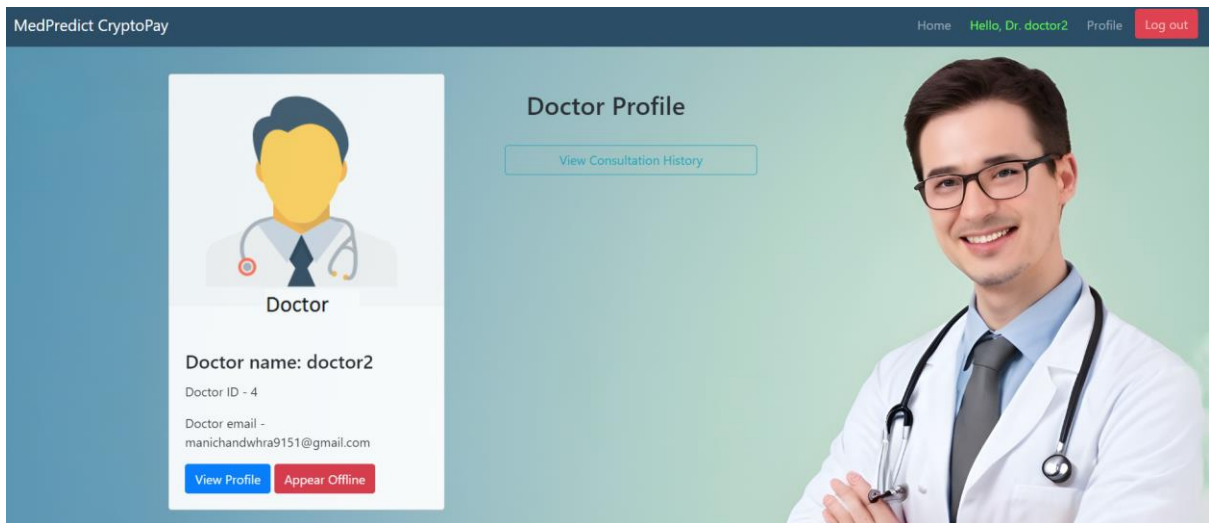 MedPredict CryptoPay
Home Hello, Dr. doctor2 Profile Log out
Doctor
Doctor name: doctor2
Doctor ID - 4
Doctor email -
manichandwhra9151@gmail.com
View Profile Appear Offline
Doctor Profile
View Consultation History